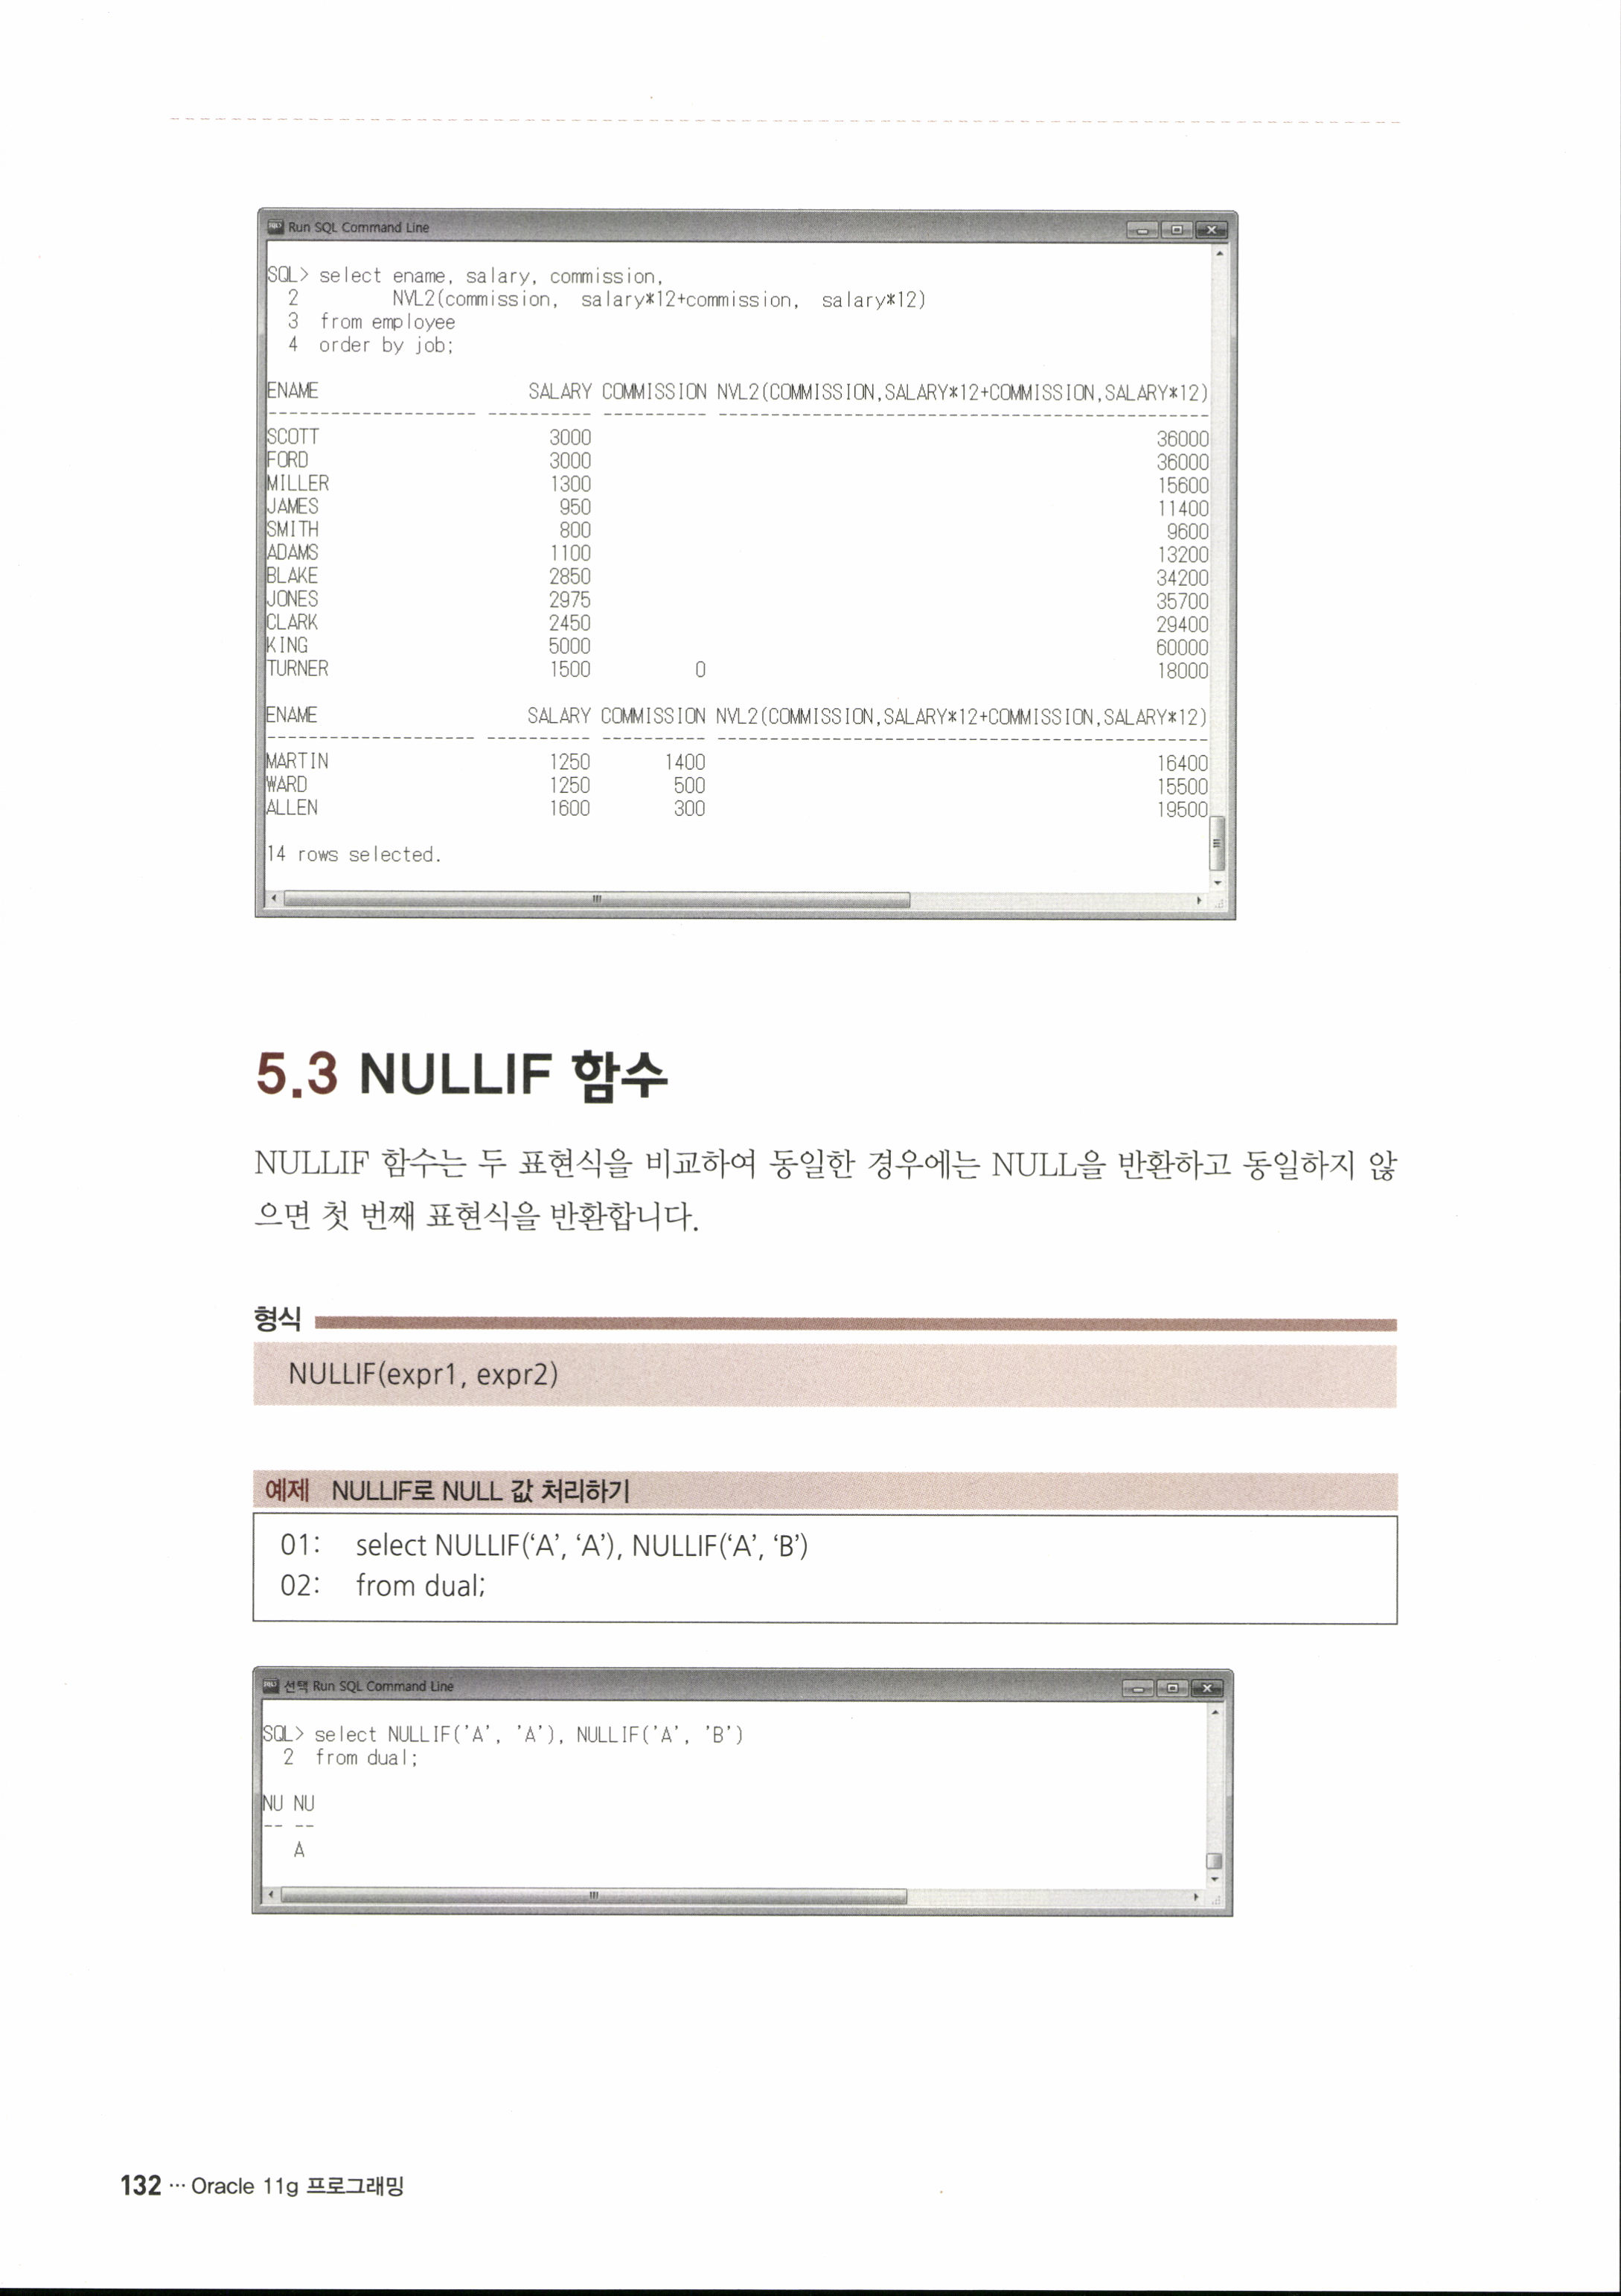 Run SQL Command Line
SQL> select ename, salary, commission,
2 NVL2(commission, salary*12+commission, salary*12)
3 from employee
4 order by job;
ENAME SALARY COMMISSION NVL2(COMMISSION,SALARY*12+COMMISSION,SALARY*12)
-------------------- ---------- ---------- -----------------------------------------------
SCOTT 3000 36000
FORD 3000 36000
MILLER 1300 15600
JAMES 950 11400
SMITH 800 9600
ADAMS 1100 13200
BLAKE 2850 34200
JONES 2975 35700
CLARK 2450 29400
KING 5000 60000
TURNER 1500 0 18000
ENAME SALARY COMMISSION NVL2(COMMISSION,SALARY*12+COMMISSION,SALARY*12)
-------------------- ---------- ---------- -----------------------------------------------
MARTIN 1250 1400 16400
WARD 1250 500 15500
ALLEN 1600 300 19500
14 rows selected.
5.3 NULLIF 함수
NULLIF 함수는 두 표현식을 비교하여 동일한 경우에는 NULL을 반환하고 동일하지 않
으면 첫 번째 표현식을 반환합니다.
형식
NULLIF(expr1, expr2)
예제 NULLIF로 NULL 값 처리하기
01: select NULLIF(‘A’, ‘A’), NULLIF(‘A’, ‘B’)
02: from dual;
선택 Run SQL Command Line
SQL> select NULLIF('A', 'A'), NULLIF('A', 'B')
2 from dual;
NU NU
-- --
A
132 ··· Oracle 11g 프로그래밍